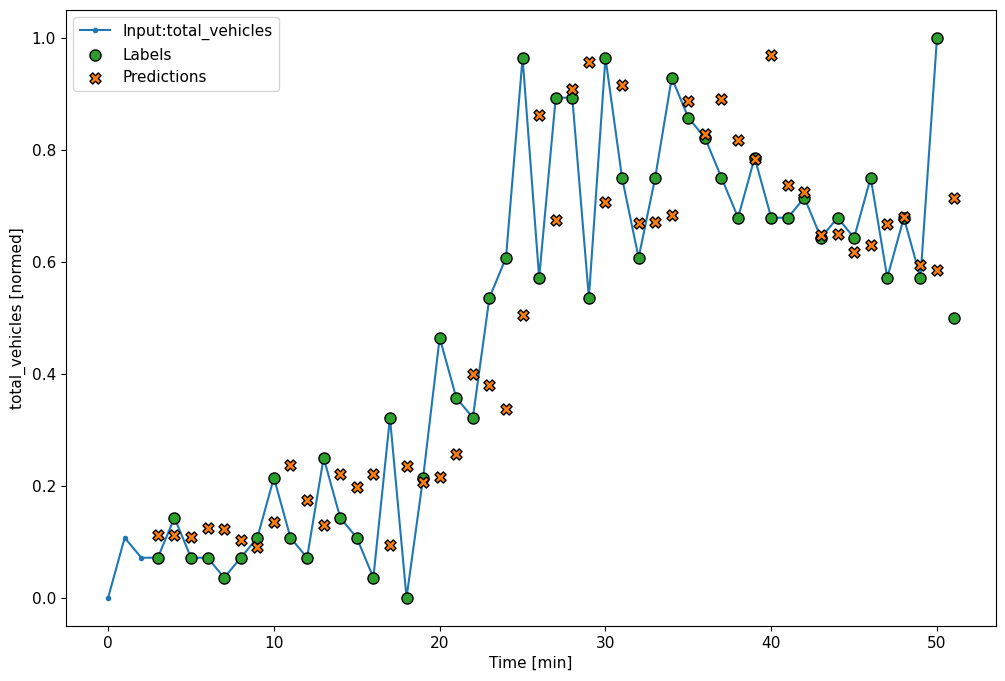 Input:total_vehicles
Labels
Predictions
total_vehicles [normed]
1.0
0.8
0.6
0.4
0.2
0.0
0 10 20 30 40 50
Time [min]